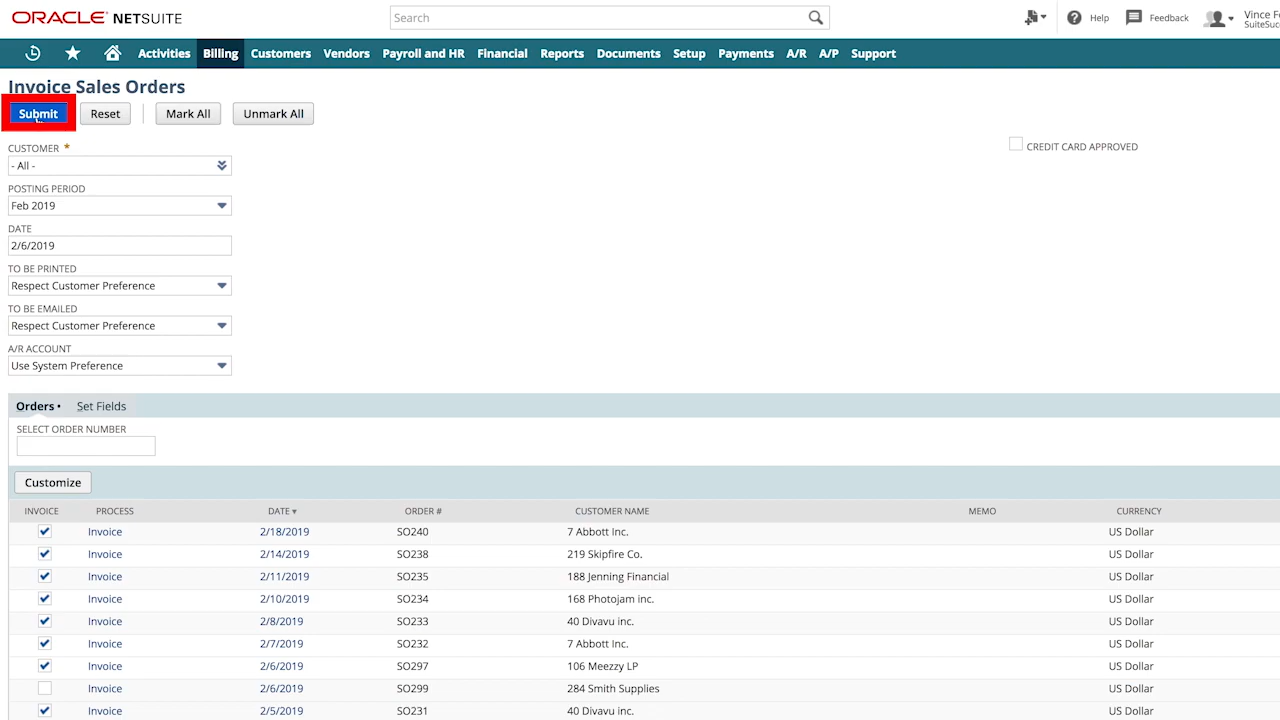 ORACLE NETSUITE
Search
Help
Feedback
Vince
Activities Billing Customers Vendors Payroll and HR Financial Reports Documents Setup Payments A/R A/P Support
Invoice Sales Orders
Submit Reset Mark All Unmark All
CUSTOMER *
- All -
CREDIT CARD APPROVED
POSTING PERIOD
Feb 2019
DATE
2/6/2019
TO BE PRINTED
Respect Customer Preference
TO BE EMAILED
Respect Customer Preference
A/R ACCOUNT
Use System Preference
Orders • Set Fields
SELECT ORDER NUMBER
Customize
INVOICE PROCESS DATE ▼ ORDER # CUSTOMER NAME MEMO CURRENCY
Invoice 2/18/2019 SO240 7 Abbott Inc. US Dollar
Invoice 2/14/2019 SO238 219 Skipfire Co. US Dollar
Invoice 2/11/2019 SO235 188 Jenning Financial US Dollar
Invoice 2/10/2019 SO234 168 Photojam inc. US Dollar
Invoice 2/8/2019 SO233 40 Divavu inc. US Dollar
Invoice 2/7/2019 SO232 7 Abbott Inc. US Dollar
Invoice 2/6/2019 SO297 106 Meezzy LP US Dollar
Invoice 2/6/2019 SO299 284 Smith Supplies US Dollar
Invoice 2/5/2019 SO231 40 Divavu inc. US Dollar